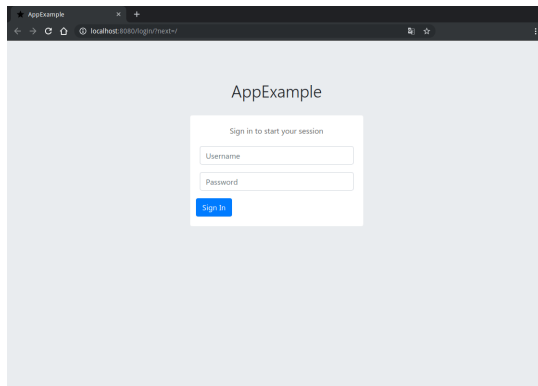 AppExample
localhost:8080/login/?next=/
AppExample
Sign in to start your session
Username
Password
Sign In